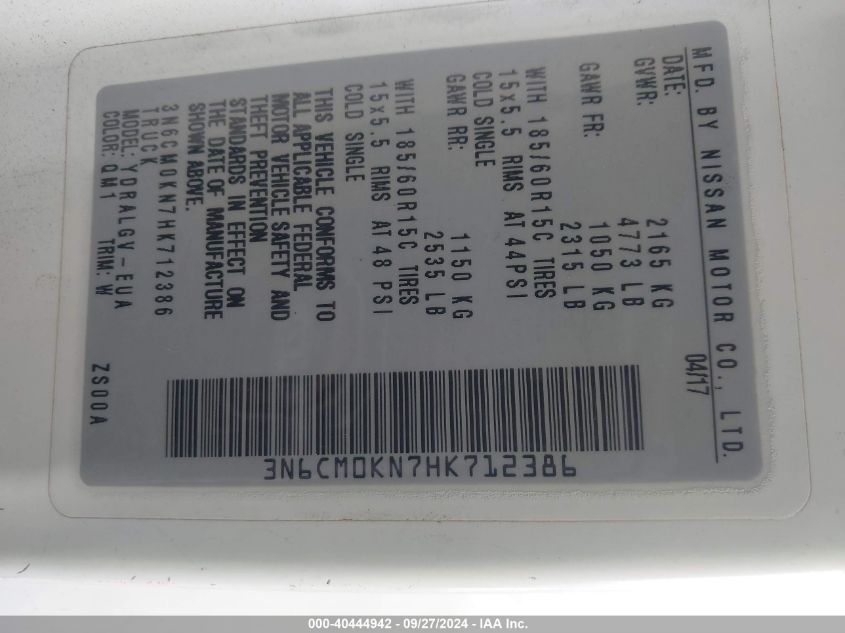 MFD. BY NISSAN MOTOR CO., LTD.
DATE: 04/17
GVWR: 2165 KG
4773 LB
GAWR FR: 1050 KG
2315 LB
WITH 185/60R15C TIRES
15x5.5 RIMS AT 44PSI
COLD SINGLE
GAWR RR: 1150 KG
2535 LB
WITH 185/60R15C TIRES
15x5.5 RIMS AT 48 PSI
COLD SINGLE
THIS VEHICLE CONFORMS TO
ALL APPLICABLE FEDERAL
MOTOR VEHICLE SAFETY AND
THEFT PREVENTION
STANDARDS IN EFFECT ON
THE DATE OF MANUFACTURE
SHOWN ABOVE.
3N6CM0KN7HK712386
TRUCK
MODEL: YDRALGV-EUA
COLOR: QM1 TRIM: W ZS00A
3N6CM0KN7HK712386
000-40444942 - 09/27/2024 - IAA Inc.